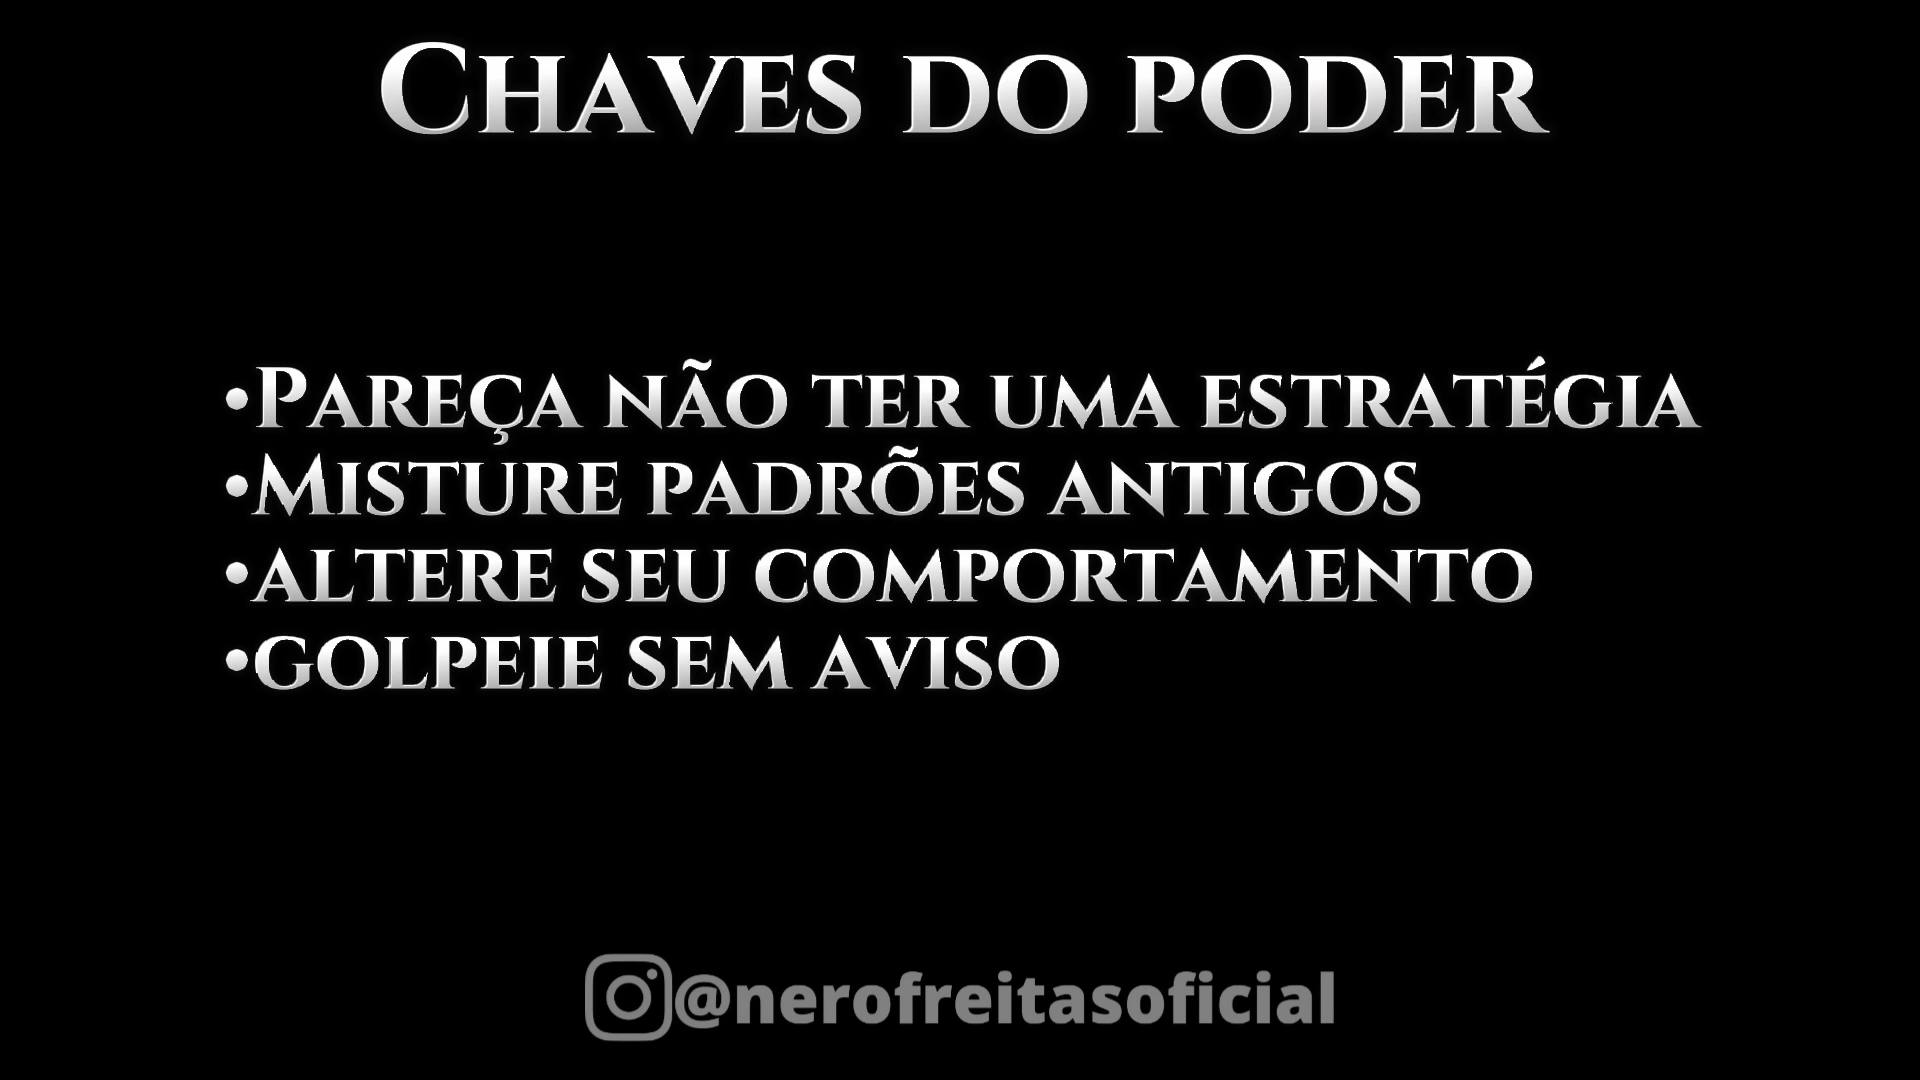 Chaves do poder
•Pareça não ter uma estratégia
•Misture padrões antigos
•altere seu comportamento
•golpeie sem aviso
@nerofreitasoficial